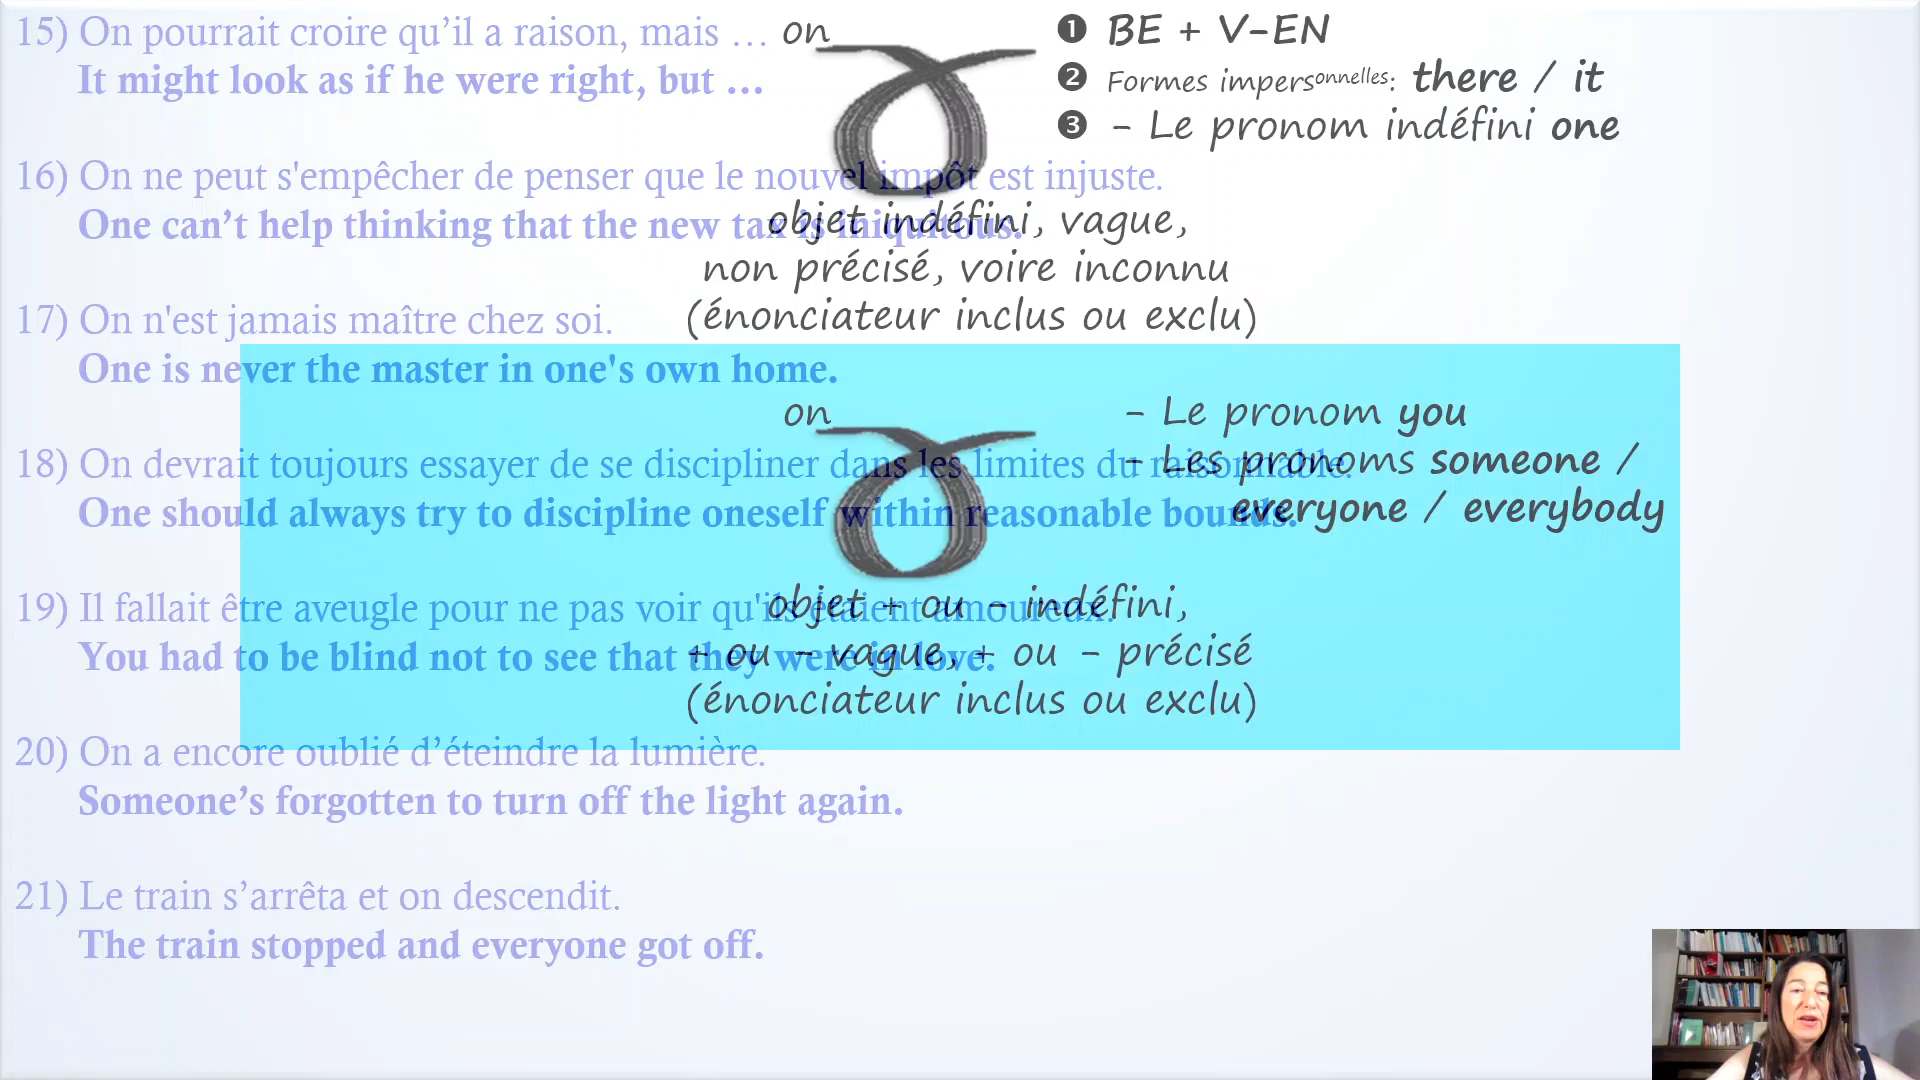 15) On pourrait croire qu’il a raison, mais …
It might look as if he were right, but …
16) On ne peut s'empêcher de penser que le nouvel impôt est injuste.
One can’t help thinking that the new tax is iniquitous.
17) On n'est jamais maître chez soi.
One is never the master in one's own home.
18) On devrait toujours essayer de se discipliner dans les limites du raisonnable.
One should always try to discipline oneself within reasonable bounds.
19) Il fallait être aveugle pour ne pas voir qu'ils étaient amoureux.
You had to be blind not to see that they were in love.
20) On a encore oublié d’éteindre la lumière.
Someone’s forgotten to turn off the light again.
21) Le train s’arrêta et on descendit.
The train stopped and everyone got off.
on
❶ BE + V-EN
❷ Formes impersonnelles: there / it
❸ - Le pronom indéfini one
objet indéfini, vague,
non précisé, voire inconnu
(énonciateur inclus ou exclu)
on
- Le pronom you
- Les pronoms someone /
everyone / everybody
objet + ou - indéfini,
+ ou - vague, + ou - précisé
(énonciateur inclus ou exclu)